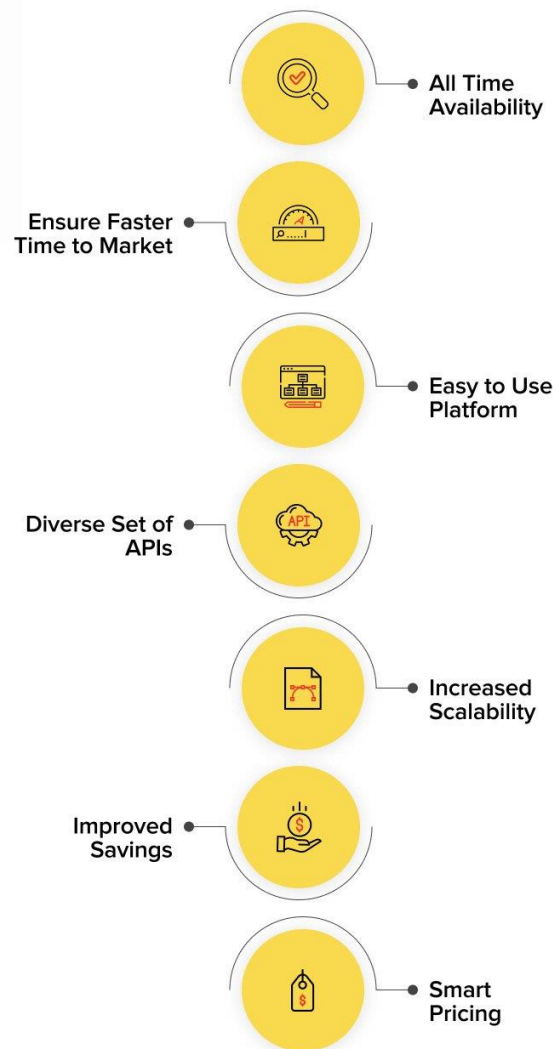 All Time
Availability
Ensure Faster
Time to Market
Easy to Use
Platform
Diverse Set of
APIs
API
Increased
Scalability
Improved
Savings
$
Smart
Pricing
$